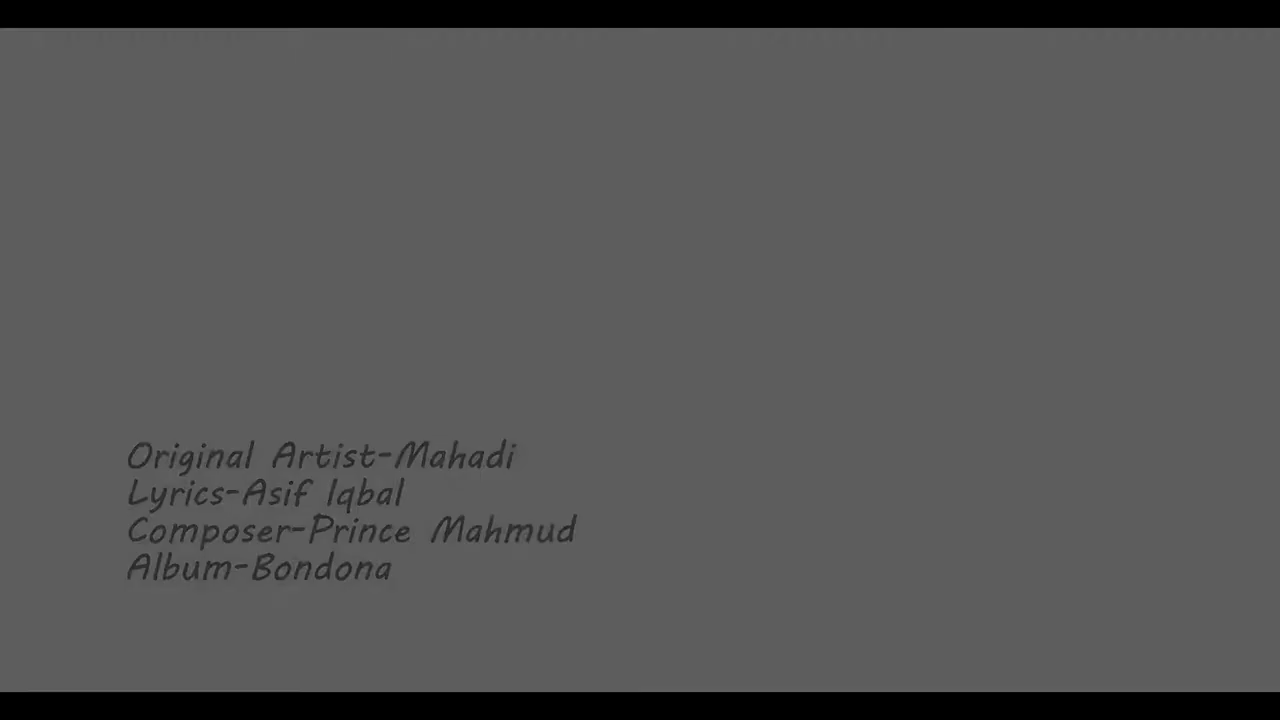 Original Artist-Mahadi
Lyrics-Asif Iqbal
Composer-Prince Mahmud
Album-Bondona